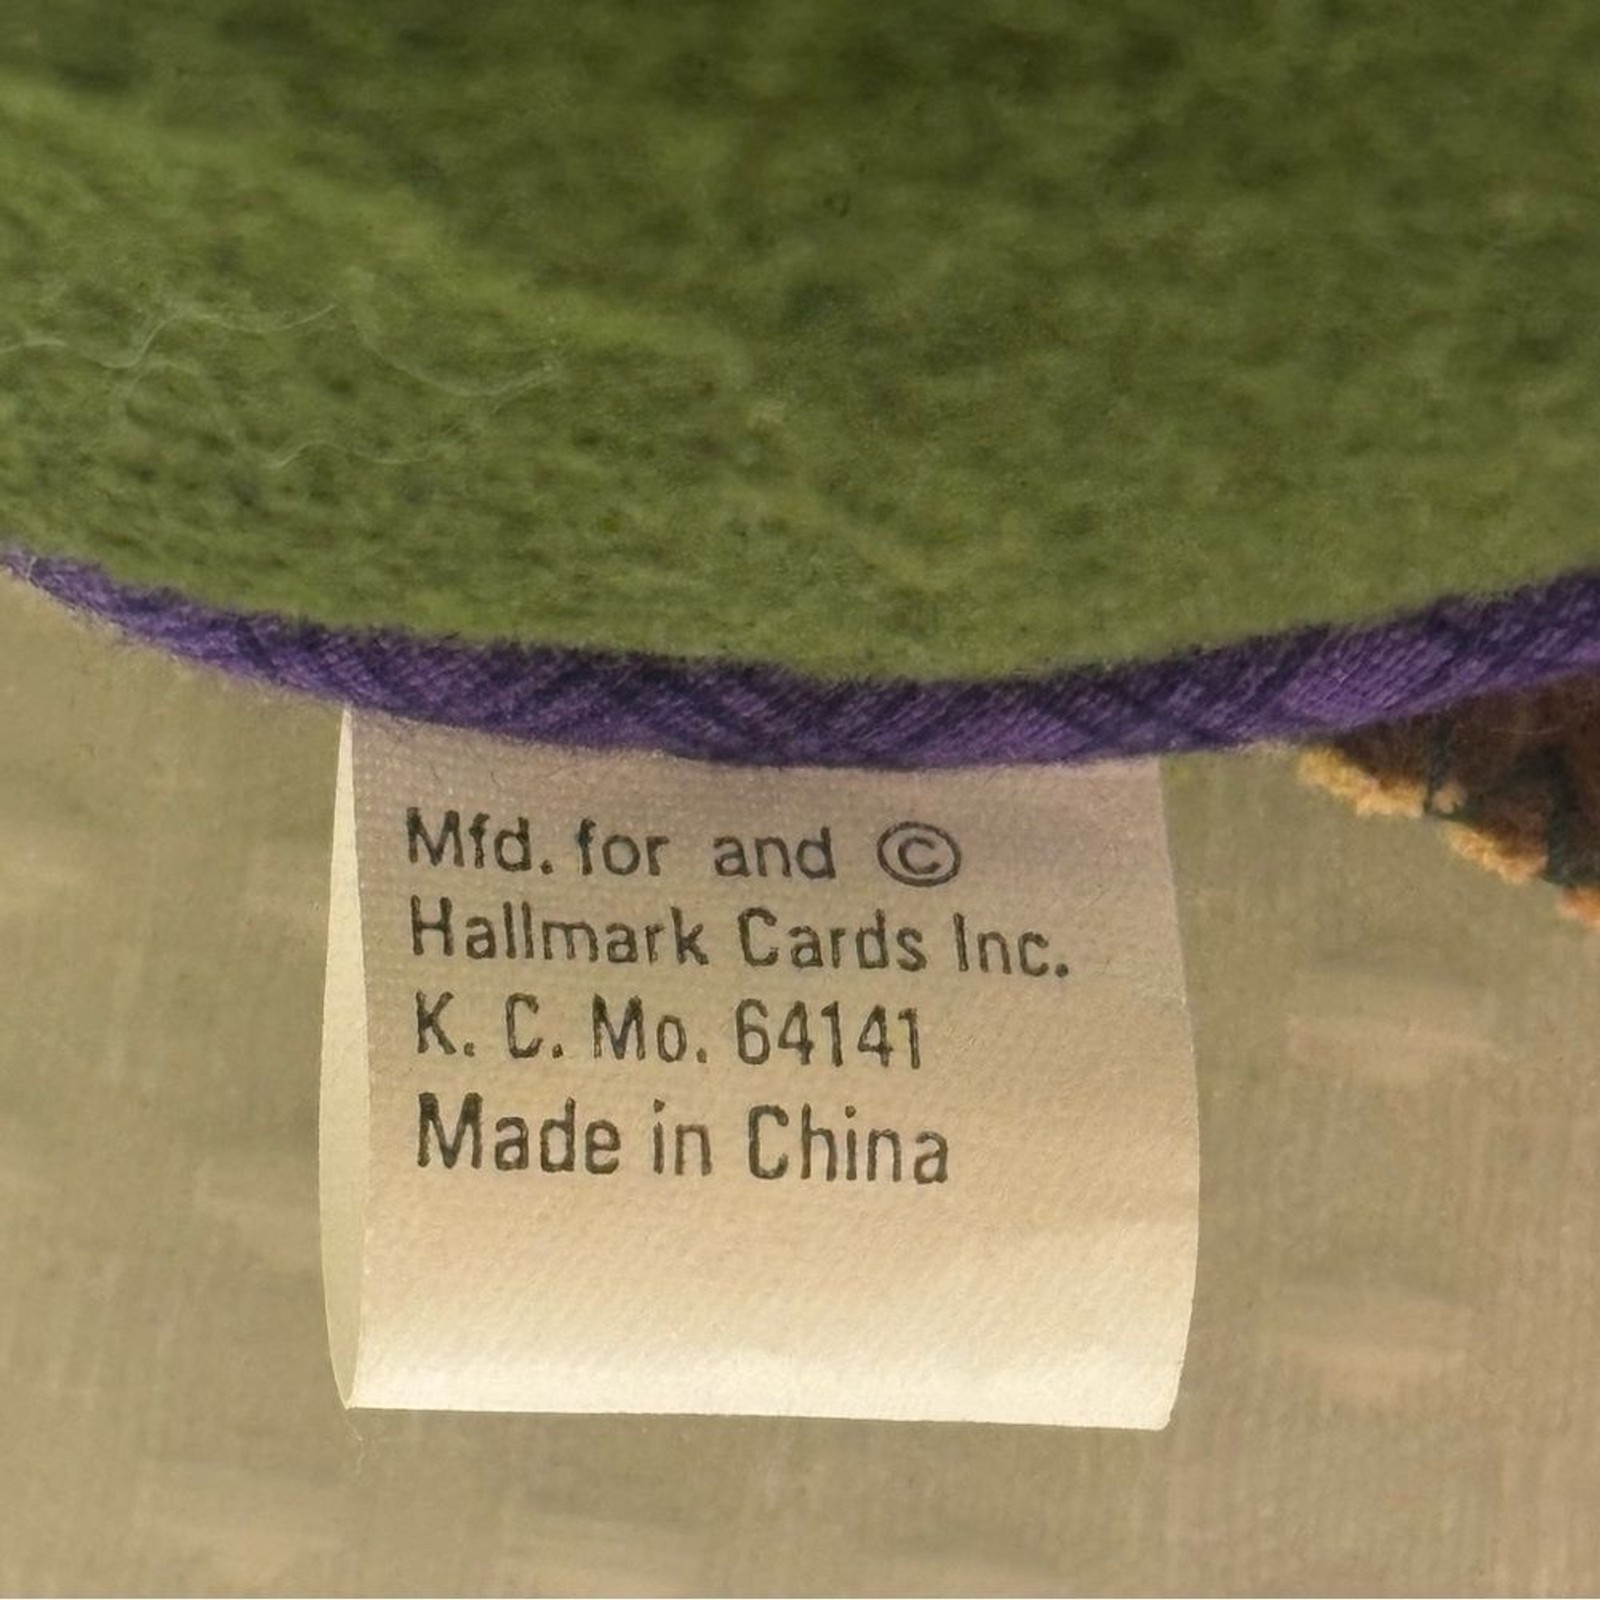 Mfd. for and ©
Hallmark Cards Inc.
K. C. Mo. 64141
Made in China